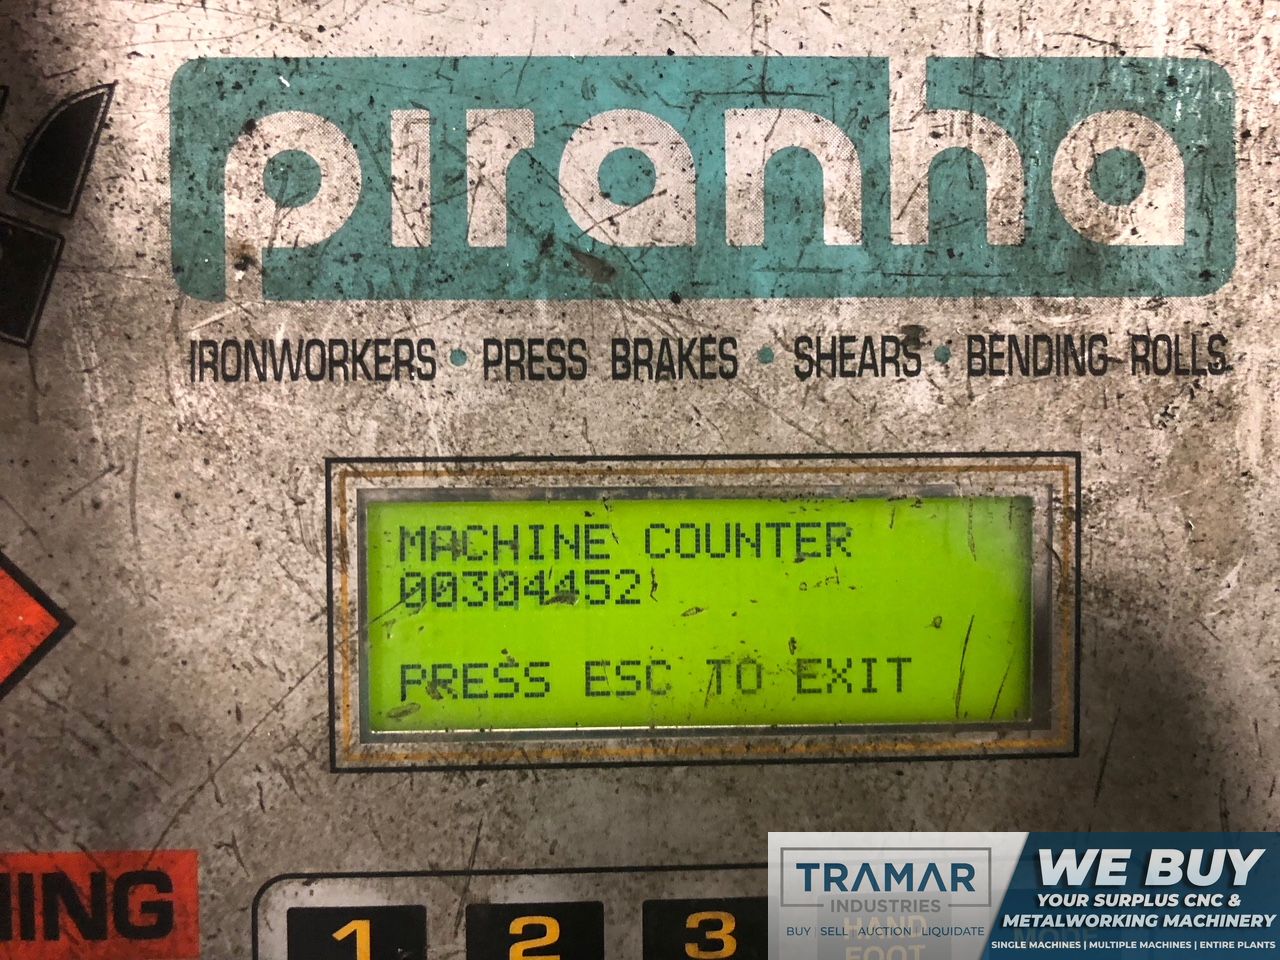 piranha
IRONWORKERS • PRESS BRAKES • SHEARS • BENDING ROLLS
MACHINE COUNTER
00304452
PRESS ESC TO EXIT
1 2 3
HAND
FOOT
MODE
TRAMAR
INDUSTRIES
BUY | SELL | AUCTION | LIQUIDATE
WE BUY
YOUR SURPLUS CNC &
METALWORKING MACHINERY
SINGLE MACHINES | MULTIPLE MACHINES | ENTIRE PLANTS